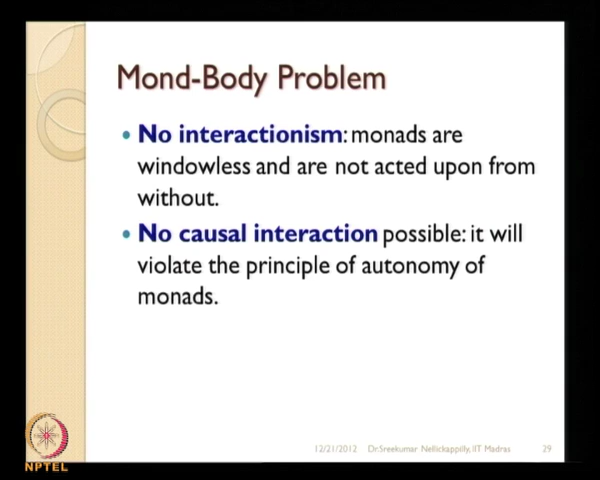 Mond-Body Problem
No interactionism: monads are
windowless and are not acted upon from
without.
No causal interaction possible: it will
violate the principle of autonomy of
monads.
12/21/2012 Dr.Sreekumar Nellickappilly, IIT Madras 29
NPTEL